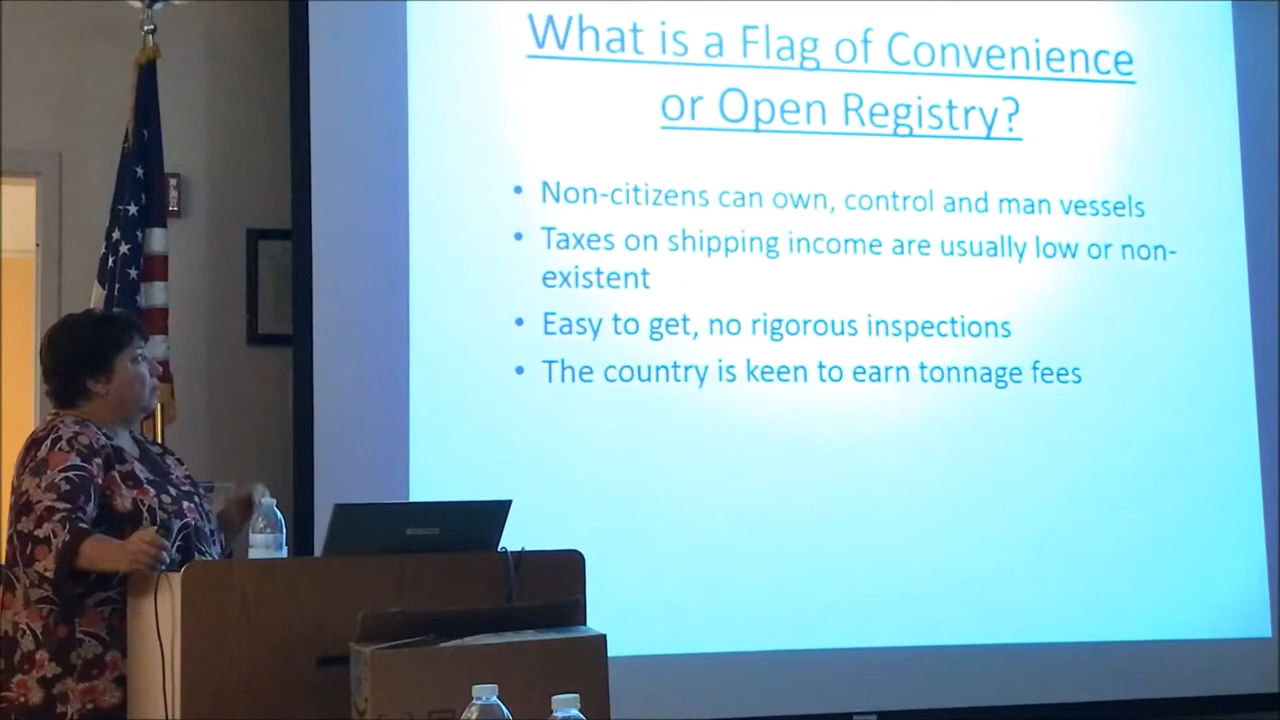 What is a Flag of Convenience
or Open Registry?
• Non-citizens can own, control and man vessels
• Taxes on shipping income are usually low or non-
existent
• Easy to get, no rigorous inspections
• The country is keen to earn tonnage fees